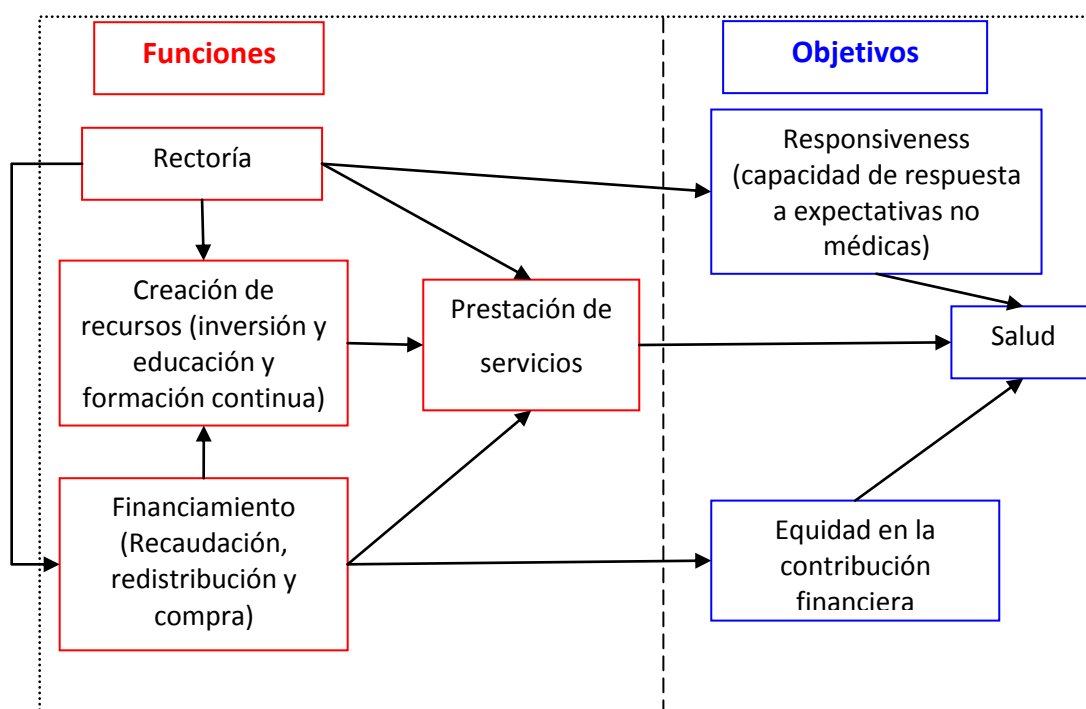 Funciones
Objetivos
Rectoría
Responsiveness
(capacidad de respuesta
a expectativas no
médicas)
Creación de
recursos (inversión y
educación y
formación continua)
Prestación de
servicios
Salud
Financiamiento
(Recaudación,
redistribución y
compra)
Equidad en la
contribución
financiera